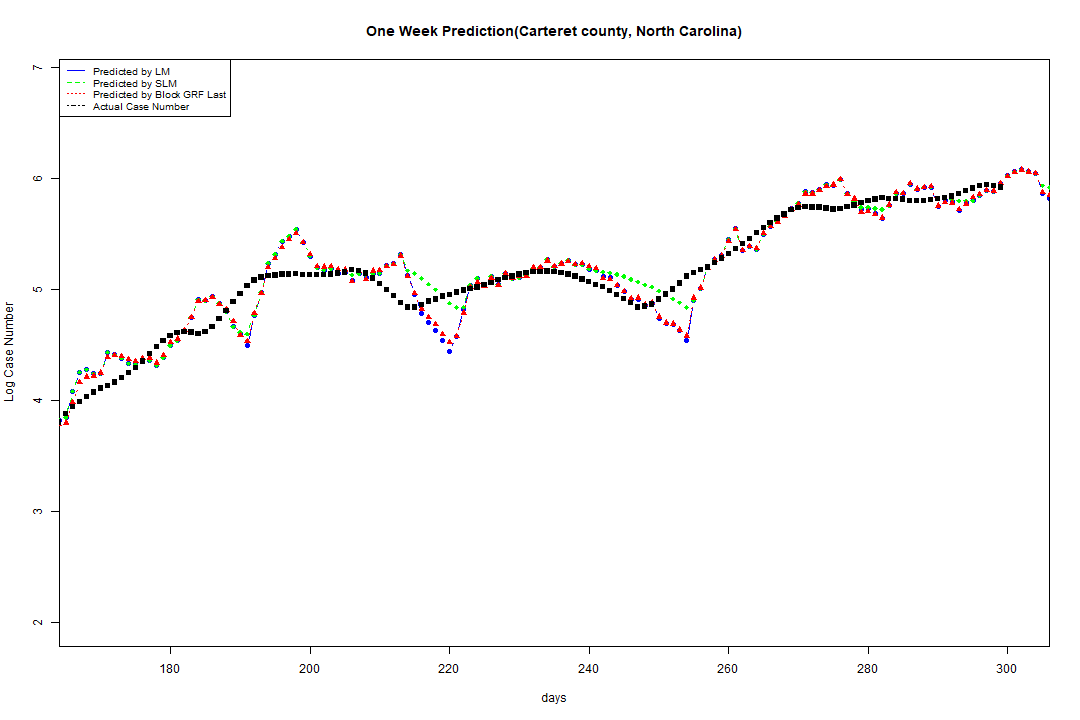 One Week Prediction(Carteret county, North Carolina)
Predicted by LM
Predicted by SLM
Predicted by Block GRF Last
Actual Case Number
7
6
5
4
3
2
Log Case Number
180 200 220 240 260 280 300
days